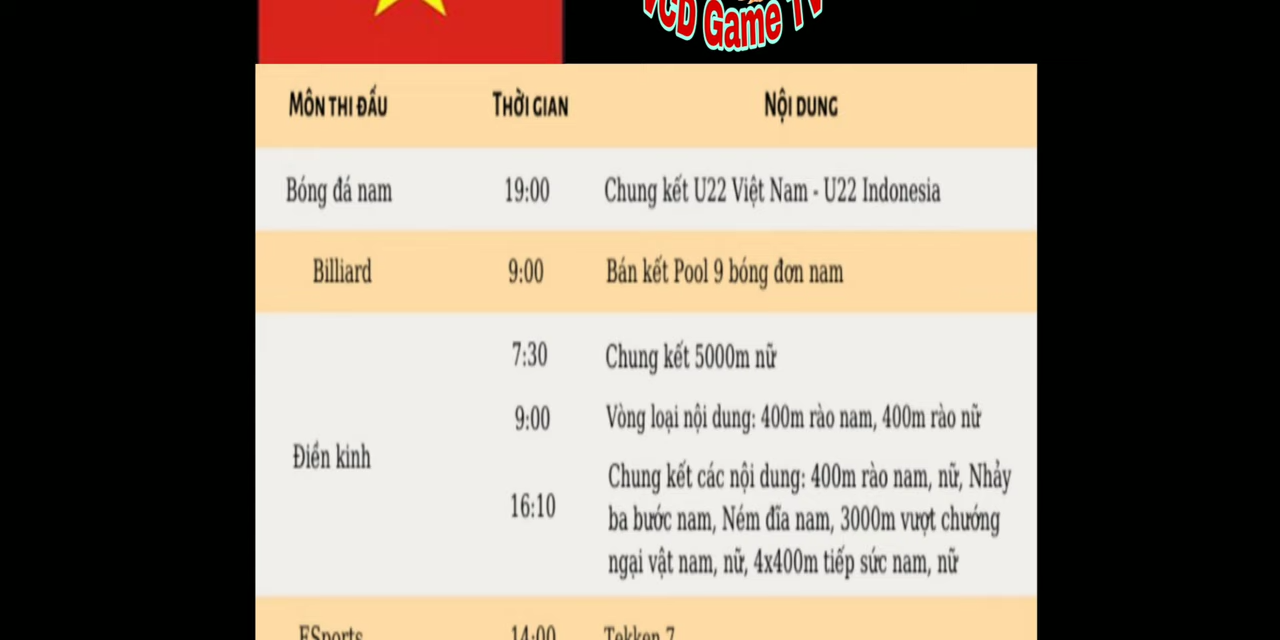 VCD Game TV
MÔN THI ĐẤU THỜI GIAN NỘI DUNG
Bóng đá nam 19:00 Chung kết U22 Việt Nam - U22 Indonesia
Billiard 9:00 Bán kết Pool 9 bóng đơn nam
7:30 Chung kết 5000m nữ
9:00 Vòng loại nội dung: 400m rào nam, 400m rào nữ
Điền kinh
16:10
Chung kết các nội dung: 400m rào nam, nữ, Nhảy
ba bước nam, Ném đĩa nam, 3000m vượt chướng
ngại vật nam, nữ, 4x400m tiếp sức nam, nữ
ESports 14:00 Tekken 7